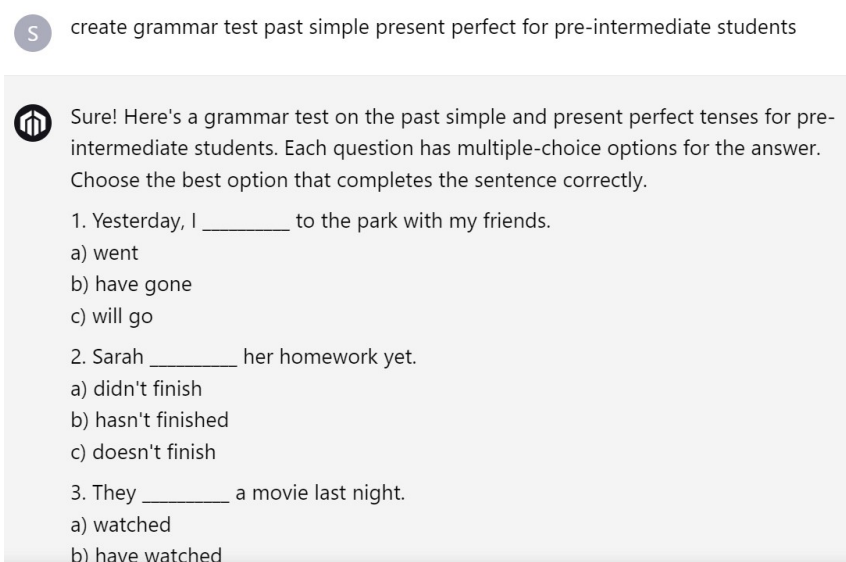 S
create grammar test past simple present perfect for pre-intermediate students
Sure! Here's a grammar test on the past simple and present perfect tenses for pre-
intermediate students. Each question has multiple-choice options for the answer.
Choose the best option that completes the sentence correctly.
1. Yesterday, I __________ to the park with my friends.
a) went
b) have gone
c) will go
2. Sarah __________ her homework yet.
a) didn't finish
b) hasn't finished
c) doesn't finish
3. They __________ a movie last night.
a) watched
b) have watched